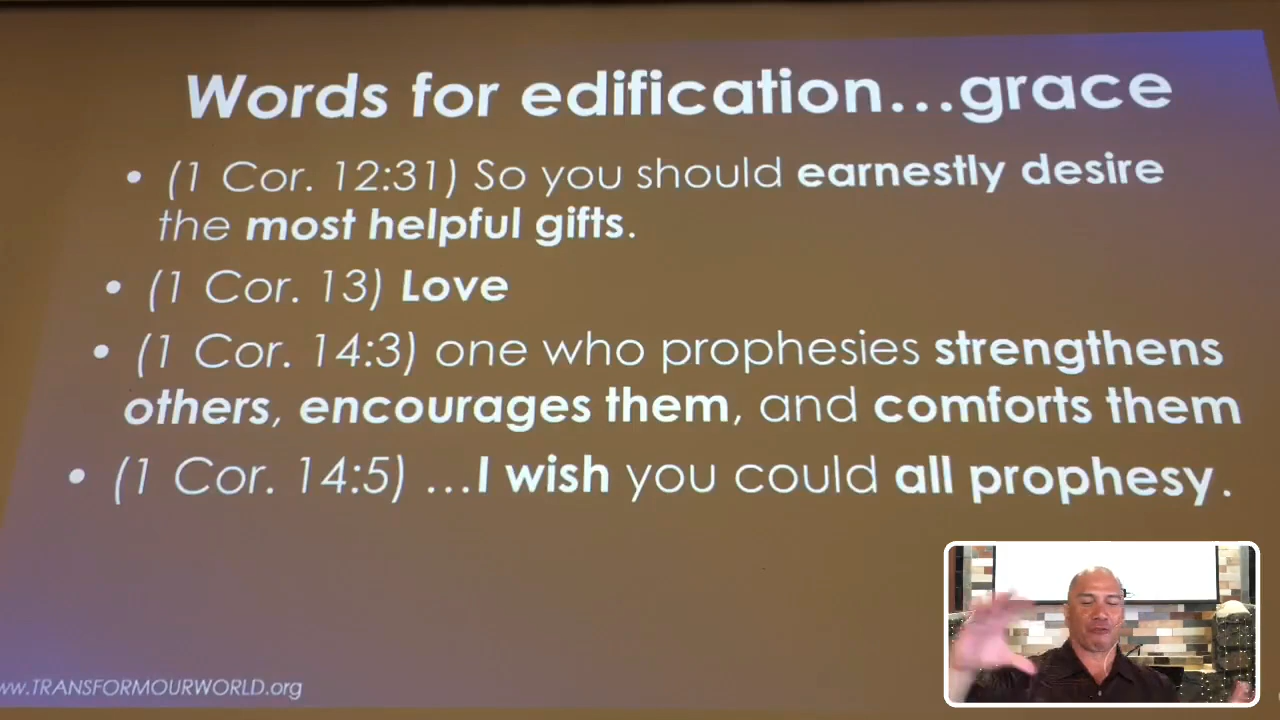 Words for edification...grace
• (1 Cor. 12:31) So you should earnestly desire
the most helpful gifts.
• (1 Cor. 13) Love
• (1 Cor. 14:3) one who prophesies strengthens
others, encourages them, and comforts them
• (1 Cor. 14:5) ...I wish you could all prophesy.
ww.TRANSFORMOURWORLD.org